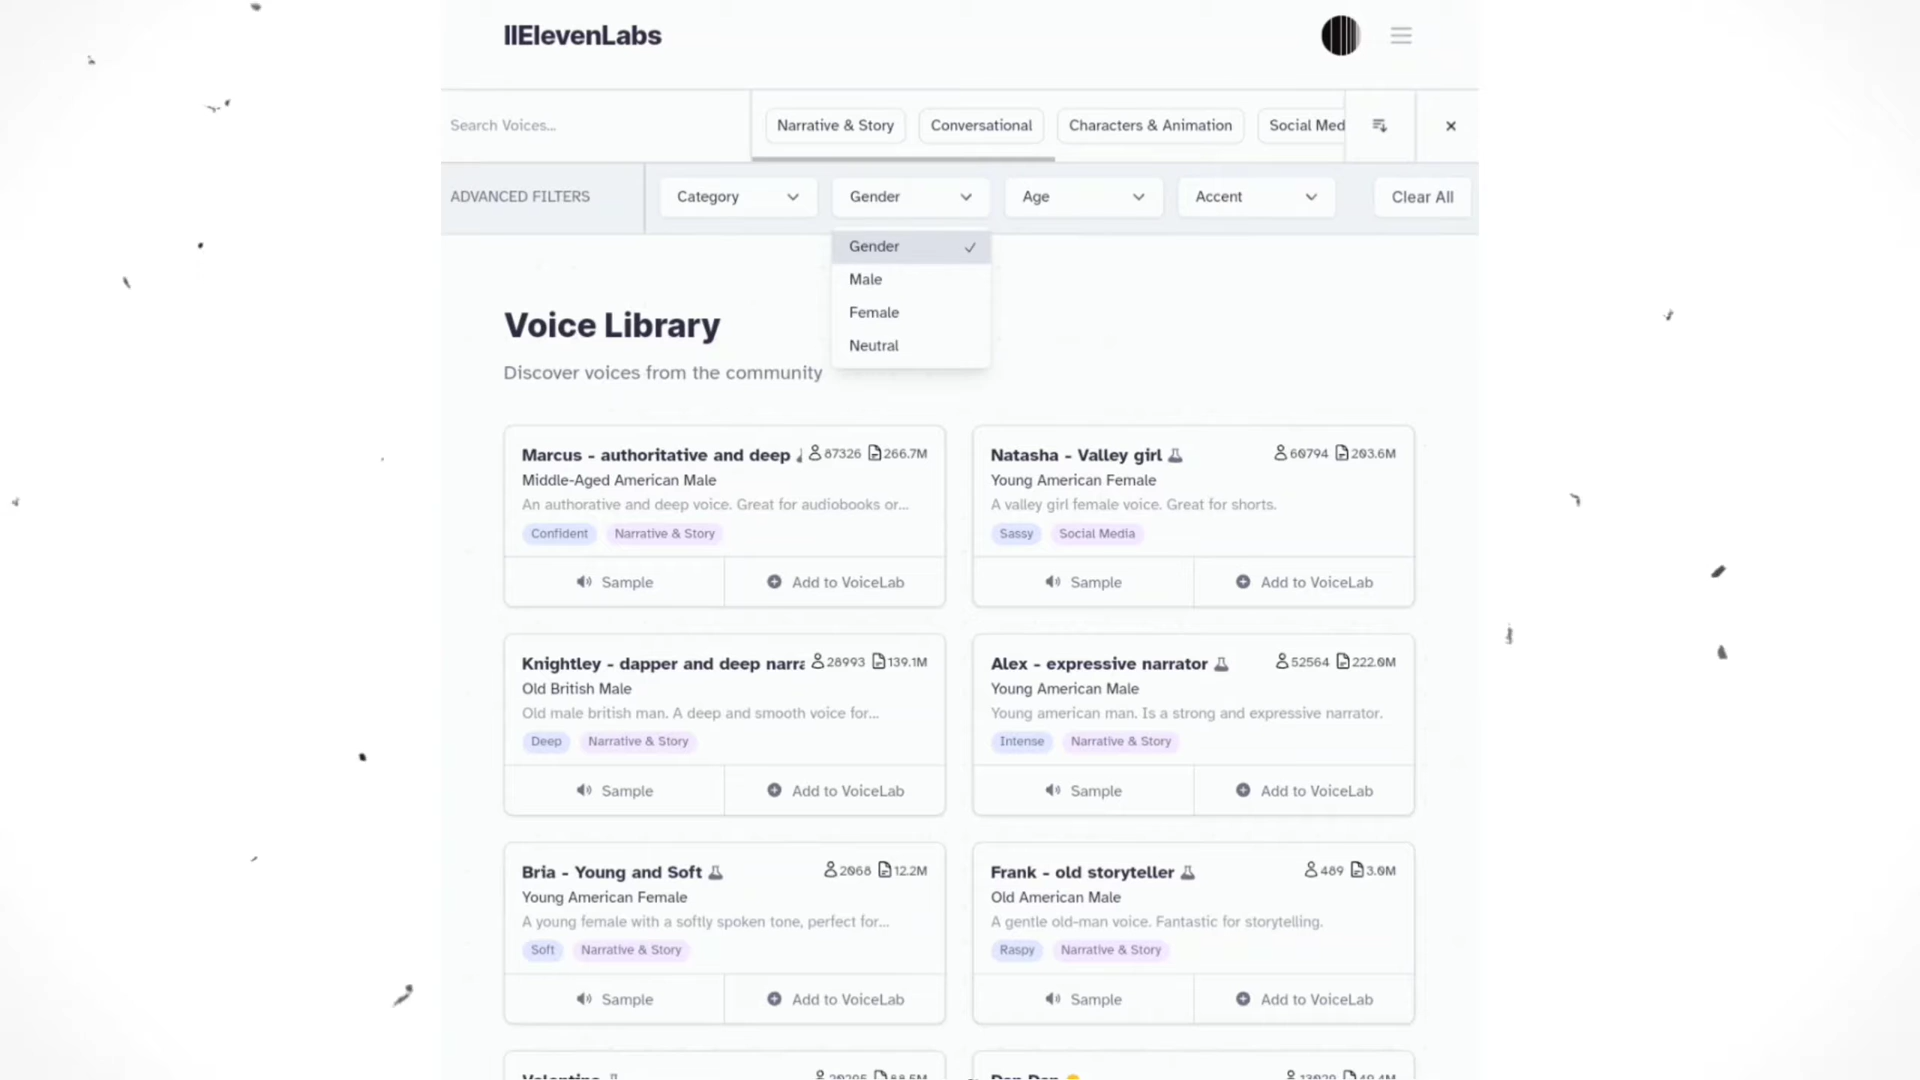 IIElevenLabs
Search Voices...
Narrative & Story
Conversational
Characters & Animation
Social Med
ADVANCED FILTERS
Category
Gender
Age
Accent
Clear All
Gender
Male
Female
Neutral
Voice Library
Discover voices from the community
Marcus - authoritative and deep
87326 266.7M
Middle-Aged American Male
An authorative and deep voice. Great for audiobooks or...
Confident Narrative & Story
Sample Add to VoiceLab
Natasha - Valley girl
60794 203.6M
Young American Female
A valley girl female voice. Great for shorts.
Sassy Social Media
Sample Add to VoiceLab
Knightley - dapper and deep narra
28993 139.1M
Old British Male
Old male british man. A deep and smooth voice for...
Deep Narrative & Story
Sample Add to VoiceLab
Alex - expressive narrator
52564 222.0M
Young American Male
Young american man. Is a strong and expressive narrator.
Intense Narrative & Story
Sample Add to VoiceLab
Bria - Young and Soft
2068 12.2M
Young American Female
A young female with a softly spoken tone, perfect for...
Soft Narrative & Story
Sample Add to VoiceLab
Frank - old storyteller
489 3.0M
Old American Male
A gentle old-man voice. Fantastic for storytelling.
Raspy Narrative & Story
Sample Add to VoiceLab